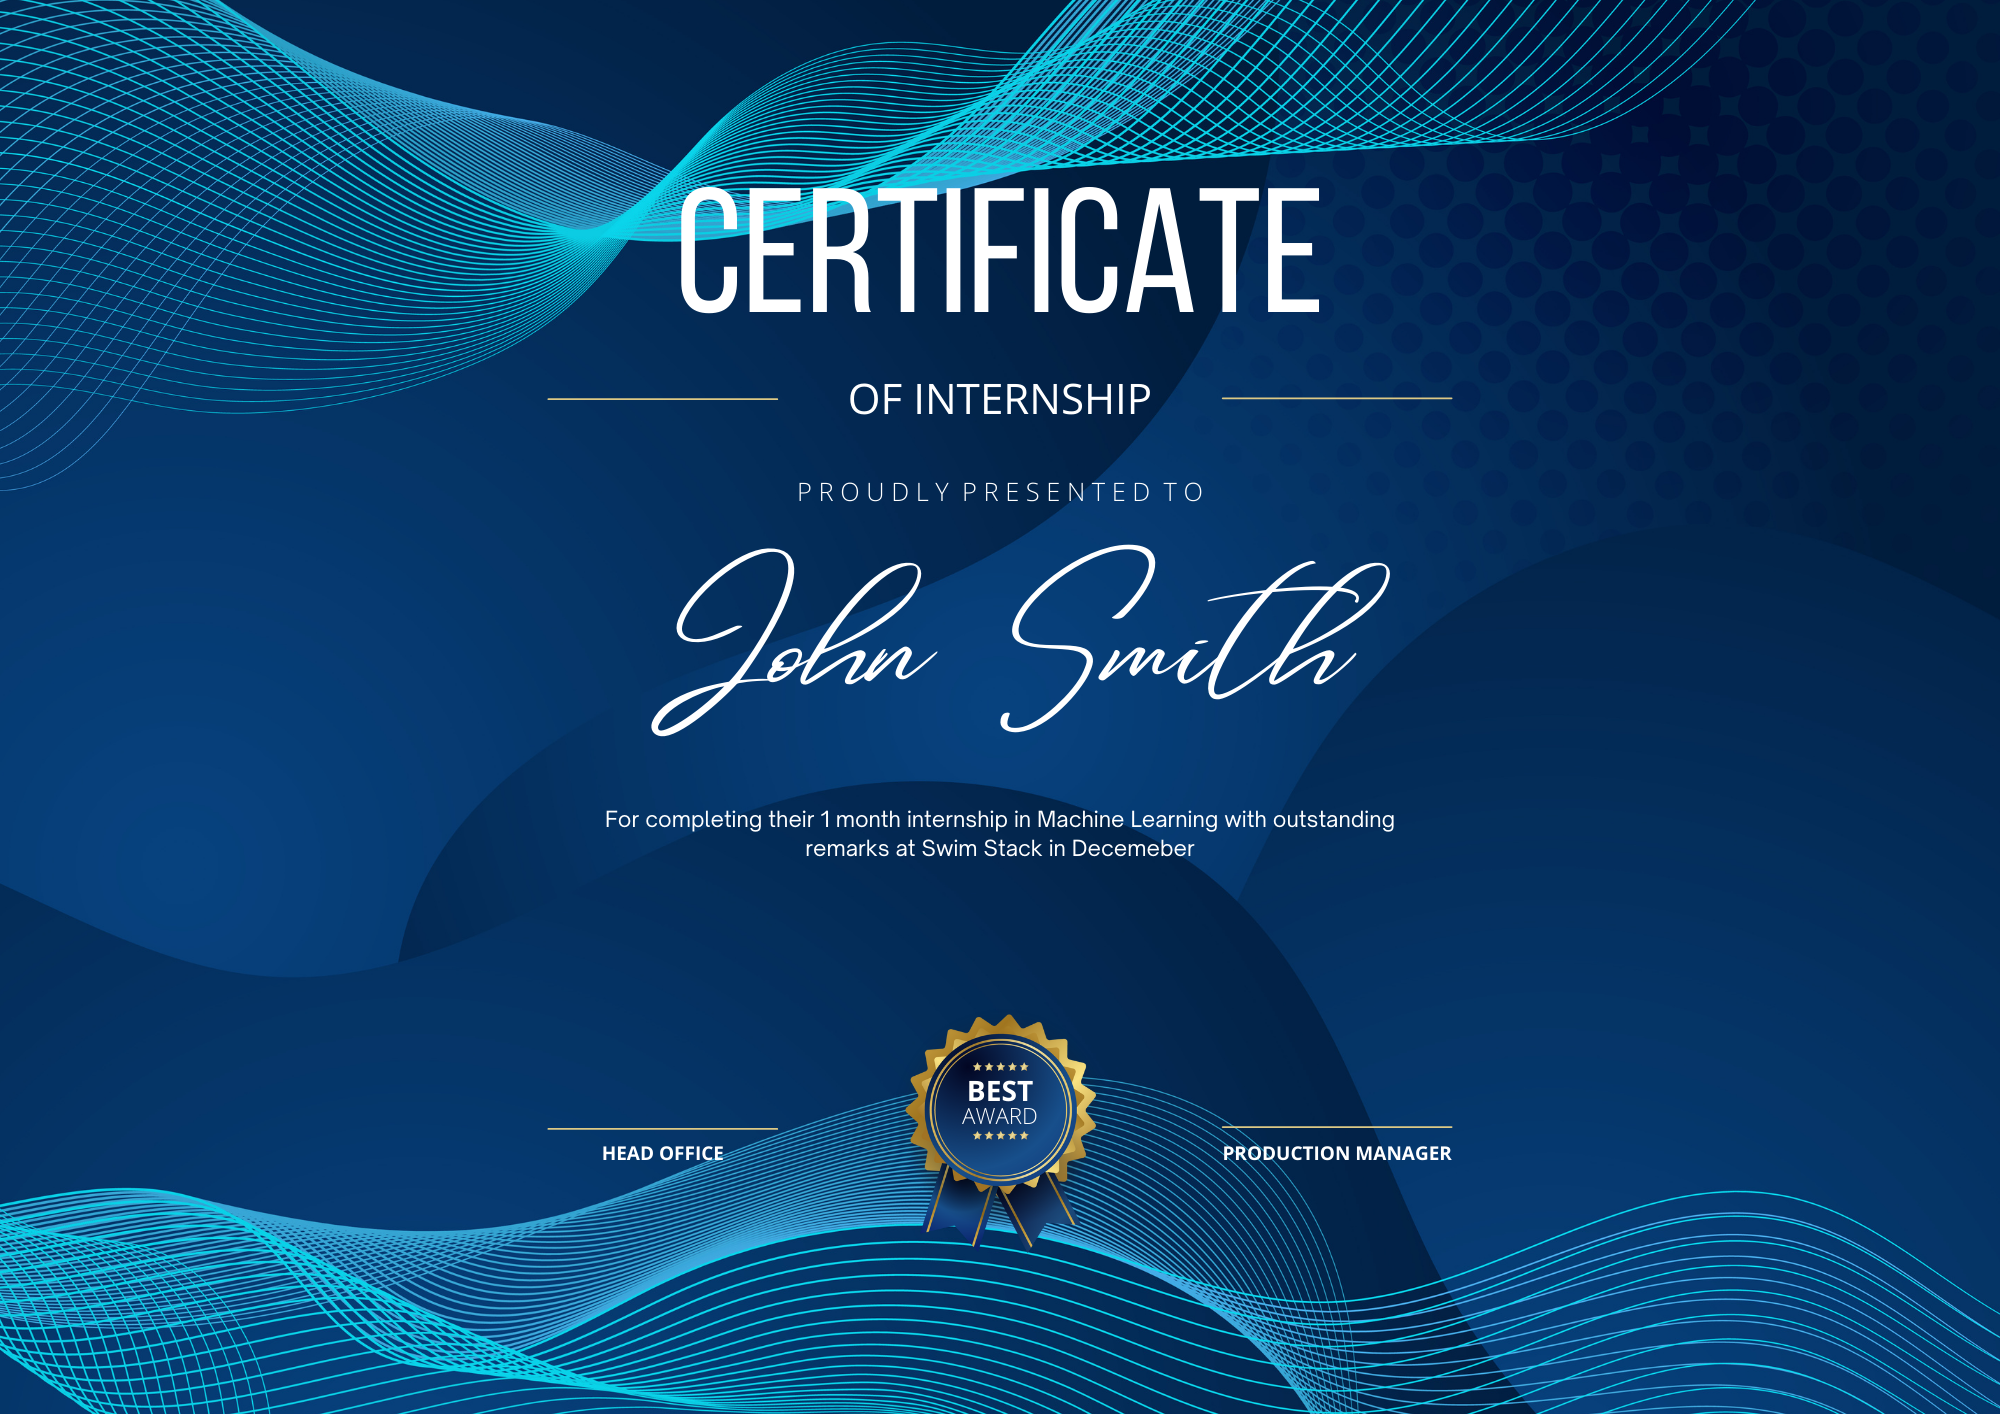 CERTIFICATE
OF INTERNSHIP
PROUDLY PRESENTED TO
John Smith
For completing their 1 month internship in Machine Learning with outstanding
remarks at Swim Stack in Decemeber
BEST
AWARD
HEAD OFFICE
PRODUCTION MANAGER